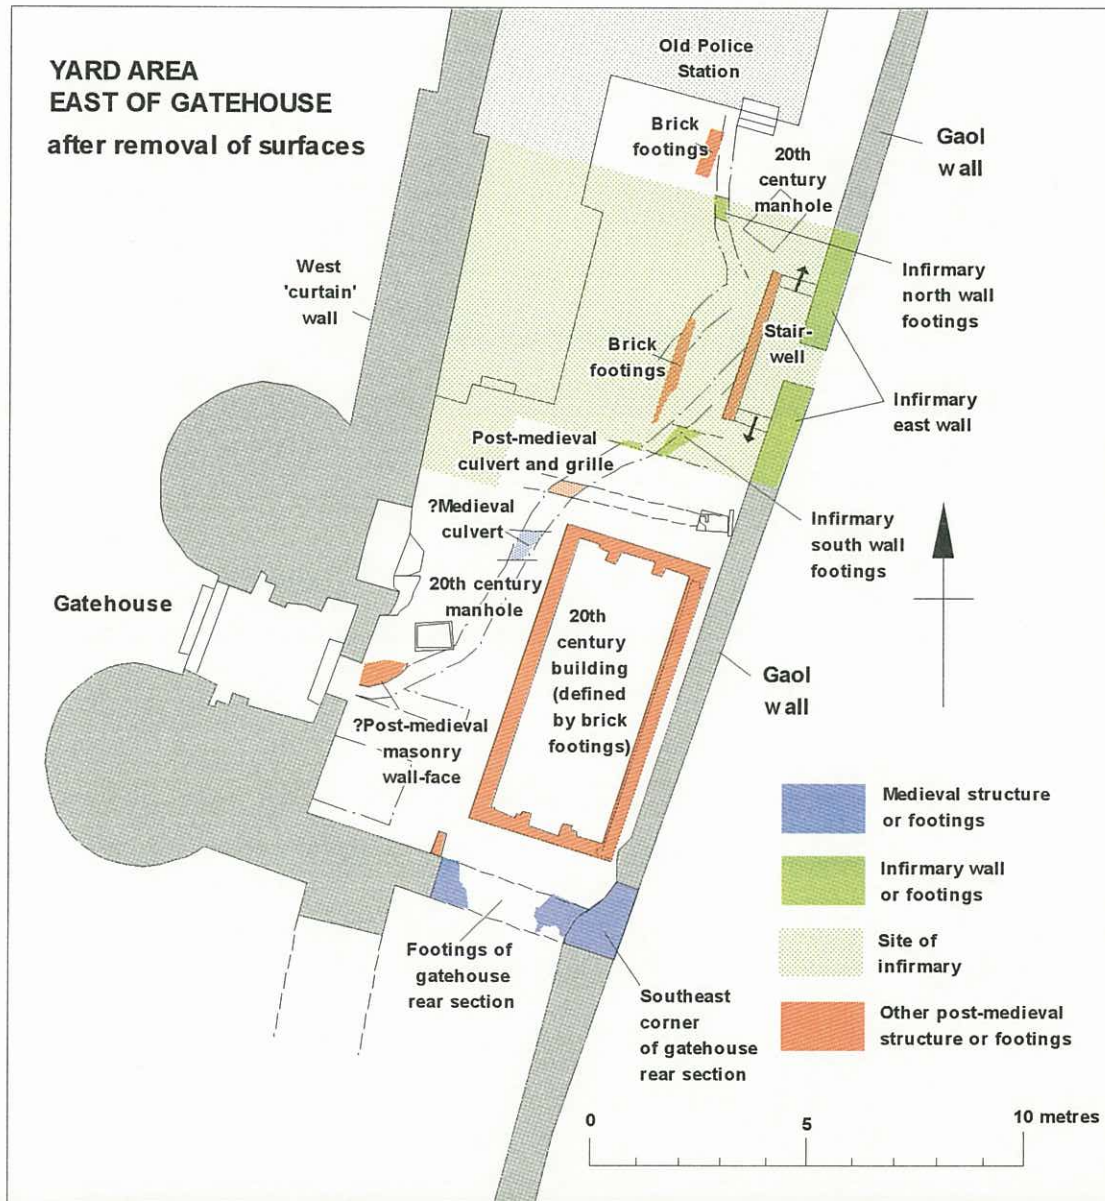 YARD AREA
EAST OF GATEHOUSE
after removal of surfaces
Old Police
Station
Brick
footings
20th
century
manhole
Gaol
wall
West
'curtain'
wall
Infirmary
north wall
footings
Stair-
well
Brick
footings
Infirmary
east wall
Post-medieval
culvert and grille
?Medieval
culvert
Infirmary
south wall
footings
20th century
manhole
Gatehouse
20th
century
building
(defined
by brick
footings)
Gaol
wall
?Post-medieval
masonry
wall-face
Medieval structure
or footings
Infirmary wall
or footings
Site of
infirmary
Other post-medieval
structure or footings
Footings of
gatehouse
rear section
Southeast
corner
of gatehouse
rear section
0 5 10 metres